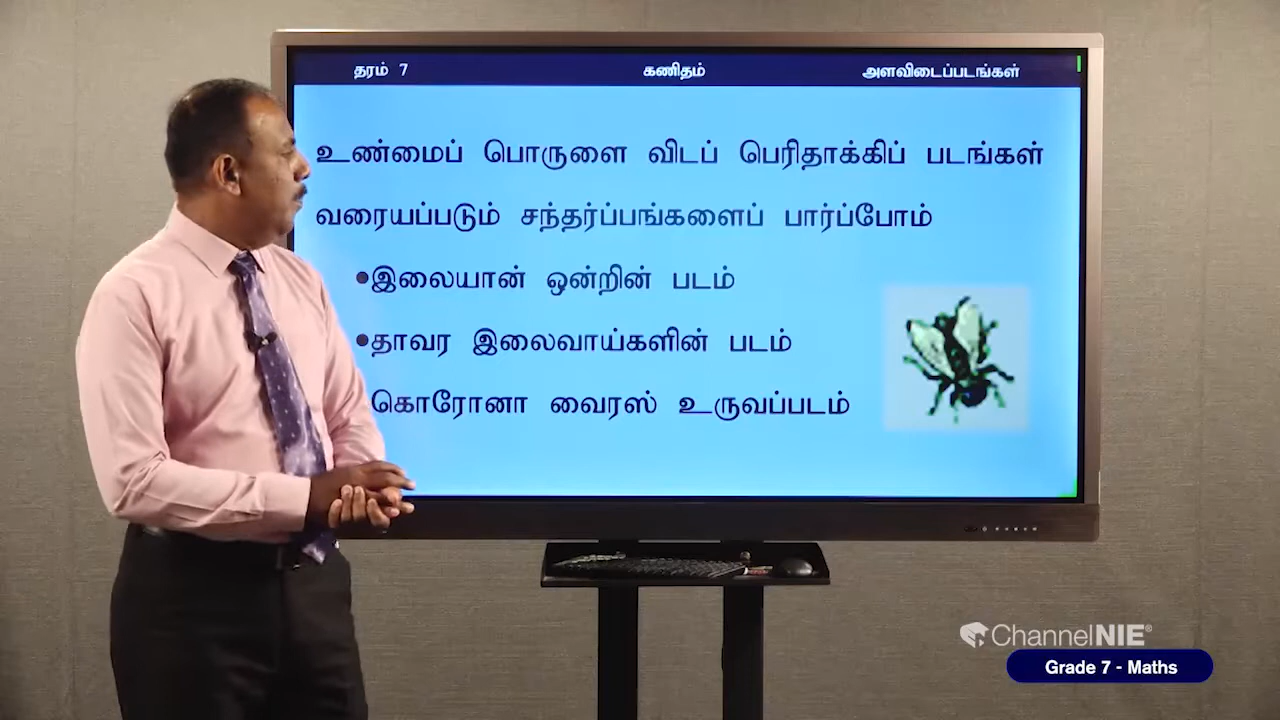 தரம் 7 கணிதம் அளவிடைப்படங்கள்
உண்மைப் பொருளை விடப் பெரிதாக்கிப் படங்கள்
வரையப்படும் சந்தர்ப்பங்களைப் பார்ப்போம்
•இலையான் ஒன்றின் படம்
•தாவர இலைவாய்களின் படம்
கொரோனா வைரஸ் உருவப்படம்
ChannelNIE®
Grade 7 - Maths